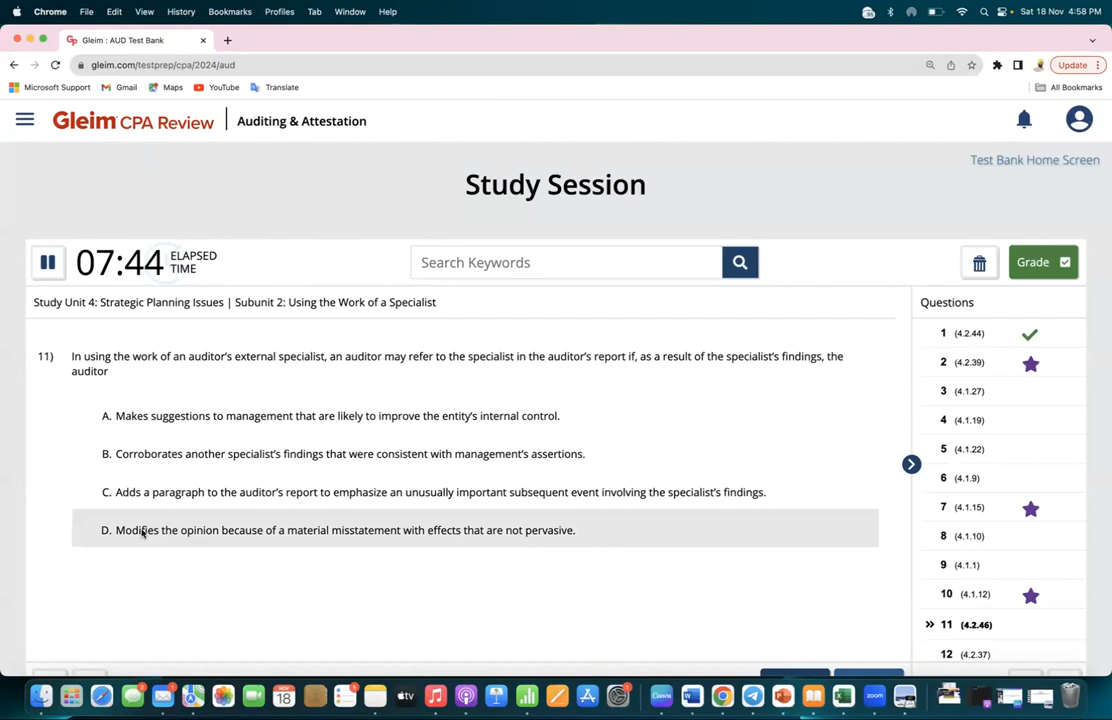 Chrome File Edit View History Bookmarks Profiles Tab Window Help Sat 18 Nov 4:58 PM
Gleim : AUD Test Bank
gleim.com/testprep/cpa/2024/aud Update
Microsoft Support Gmail Maps YouTube Translate All Bookmarks
Gleim CPA Review Auditing & Attestation
Test Bank Home Screen
Study Session
07:44 ELAPSED TIME Search Keywords Grade
Study Unit 4: Strategic Planning Issues | Subunit 2: Using the Work of a Specialist
11) In using the work of an auditor's external specialist, an auditor may refer to the specialist in the auditor's report if, as a result of the specialist's findings, the
auditor
A. Makes suggestions to management that are likely to improve the entity's internal control.
B. Corroborates another specialist's findings that were consistent with management's assertions.
C. Adds a paragraph to the auditor's report to emphasize an unusually important subsequent event involving the specialist's findings.
D. Modifies the opinion because of a material misstatement with effects that are not pervasive.
Questions
1 (4.2.44)
2 (4.2.39)
3 (4.1.27)
4 (4.1.19)
5 (4.1.22)
6 (4.1.9)
7 (4.1.15)
8 (4.1.10)
9 (4.1.1)
10 (4.1.12)
» 11 (4.2.46)
12 (4.2.37)
NOV 18 tv zoom